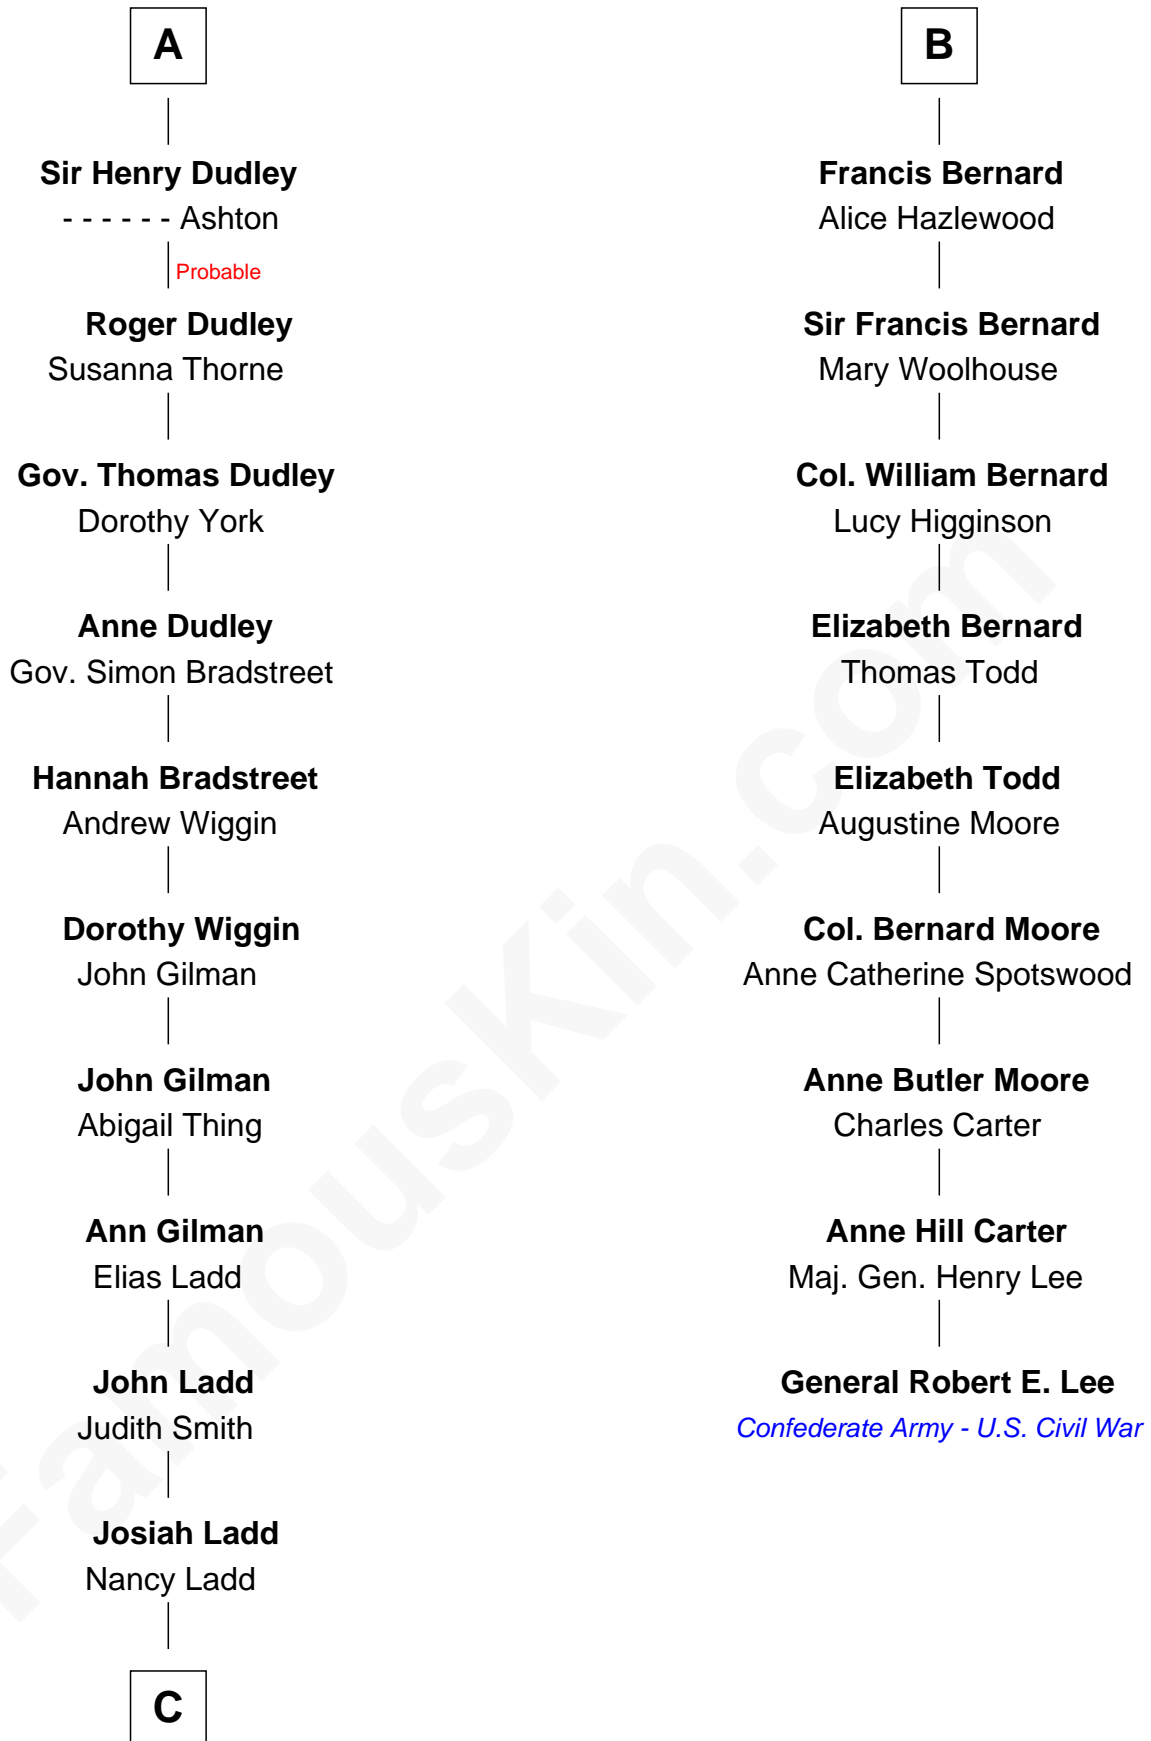 A
Sir Henry Dudley
- - - - - - Ashton
Probable
Roger Dudley
Susanna Thorne
Gov. Thomas Dudley
Dorothy York
Anne Dudley
Gov. Simon Bradstreet
Hannah Bradstreet
Andrew Wiggin
Dorothy Wiggin
John Gilman
John Gilman
Abigail Thing
Ann Gilman
Elias Ladd
John Ladd
Judith Smith
Josiah Ladd
Nancy Ladd
C
B
Francis Bernard
Alice Hazlewood
Sir Francis Bernard
Mary Woolhouse
Col. William Bernard
Lucy Higginson
Elizabeth Bernard
Thomas Todd
Elizabeth Todd
Augustine Moore
Col. Bernard Moore
Anne Catherine Spotswood
Anne Butler Moore
Charles Carter
Anne Hill Carter
Maj. Gen. Henry Lee
General Robert E. Lee
Confederate Army - U.S. Civil War
FamousKin.com